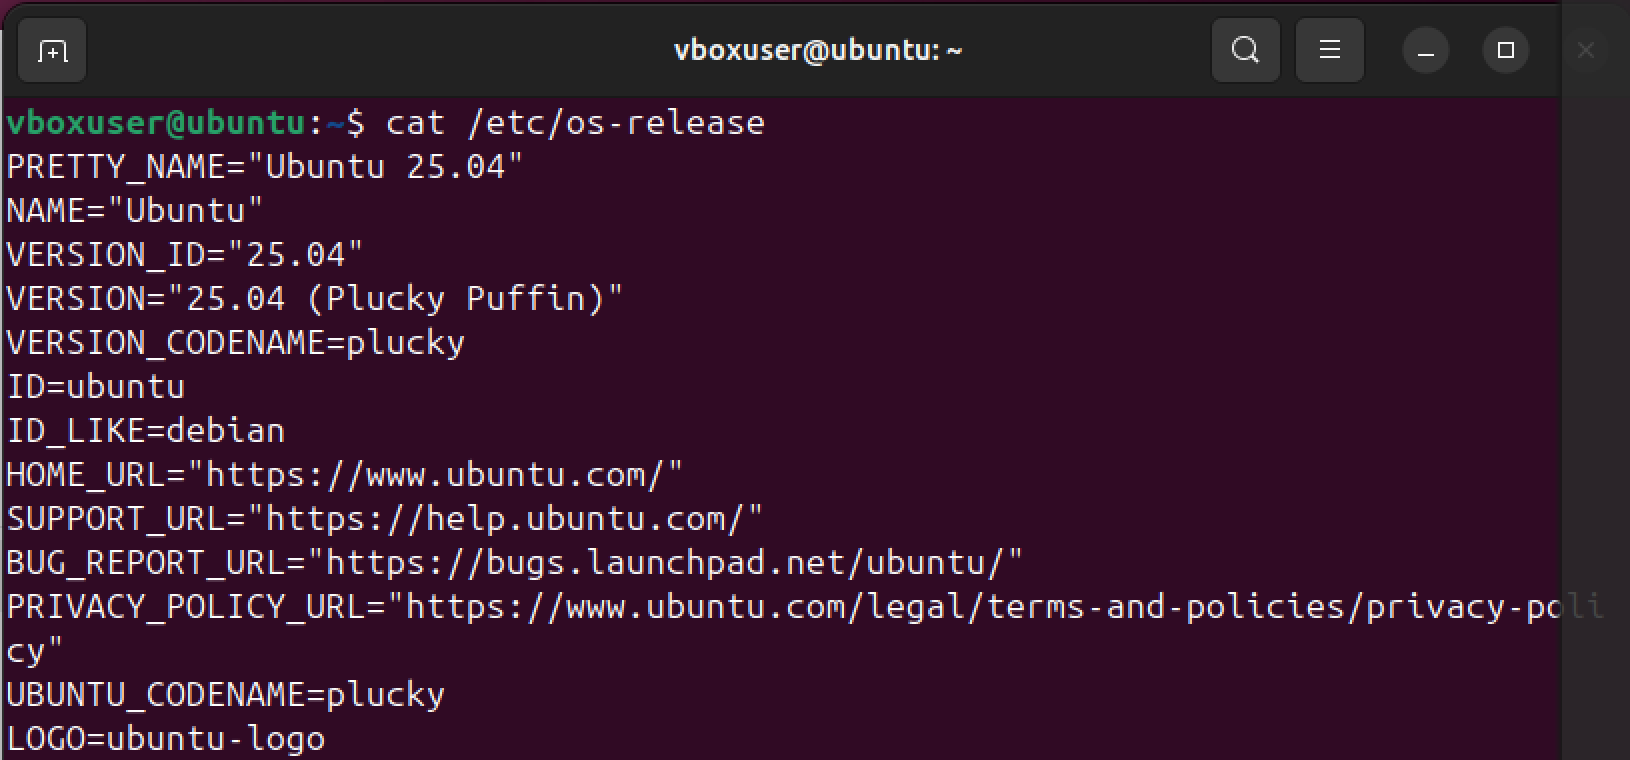 vboxuser@ubuntu: ~
vboxuser@ubuntu:~$ cat /etc/os-release
PRETTY_NAME="Ubuntu 25.04"
NAME="Ubuntu"
VERSION_ID="25.04"
VERSION="25.04 (Plucky Puffin)"
VERSION_CODENAME=plucky
ID=ubuntu
ID_LIKE=debian
HOME_URL="https://www.ubuntu.com/"
SUPPORT_URL="https://help.ubuntu.com/"
BUG_REPORT_URL="https://bugs.launchpad.net/ubuntu/"
PRIVACY_POLICY_URL="https://www.ubuntu.com/legal/terms-and-policies/privacy-poli
cy"
UBUNTU_CODENAME=plucky
LOGO=ubuntu-logo